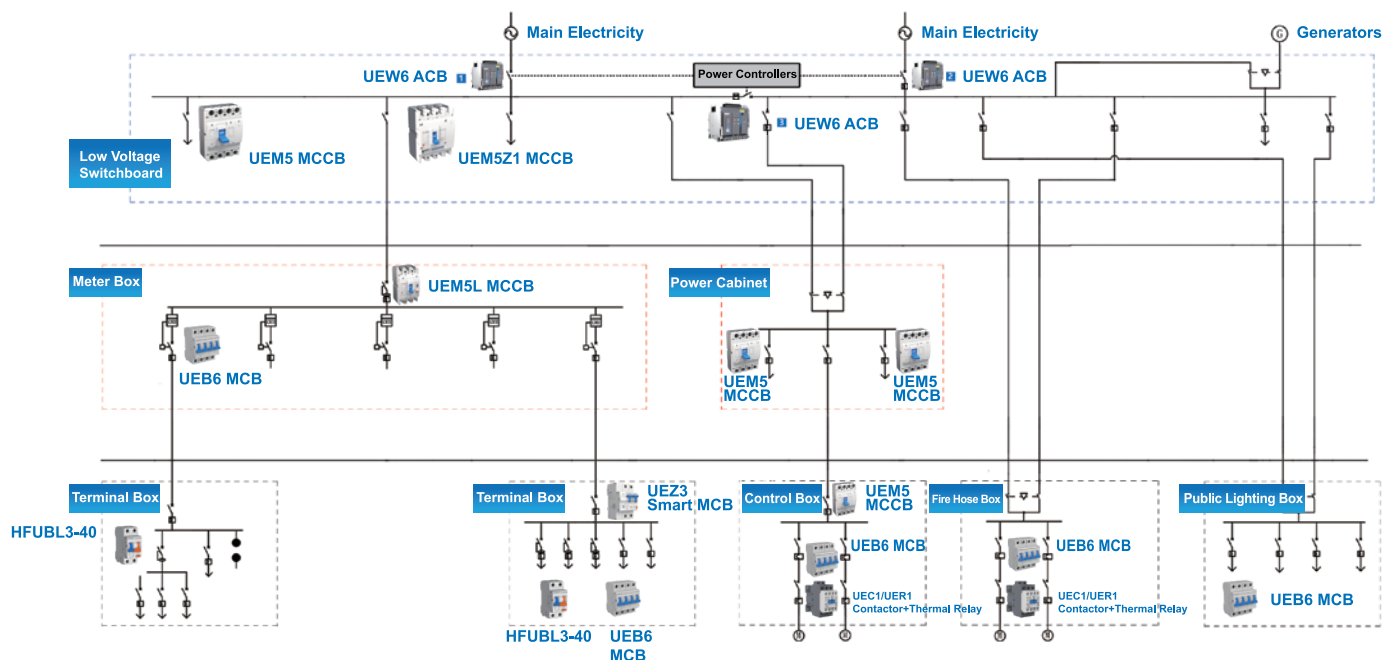 Main Electricity
Main Electricity
G
Generators
UEW6 ACB
1
Power Controllers
2
UEW6 ACB
3
UEW6 ACB
UEM5 MCCB
UEM5Z1 MCCB
Low Voltage
Switchboard
Meter Box
UEM5L MCCB
Power Cabinet
UEB6 MCB
UEM5
MCCB
UEM5
MCCB
Terminal Box
HFUBL3-40
Terminal Box
UEZ3
Smart MCB
HFUBL3-40
UEB6
MCB
Control Box
UEM5
MCCB
UEB6 MCB
UEC1/UER1
Contactor+Thermal Relay
Fire Hose Box
UEB6 MCB
UEC1/UER1
Contactor+Thermal Relay
Public Lighting Box
UEB6 MCB